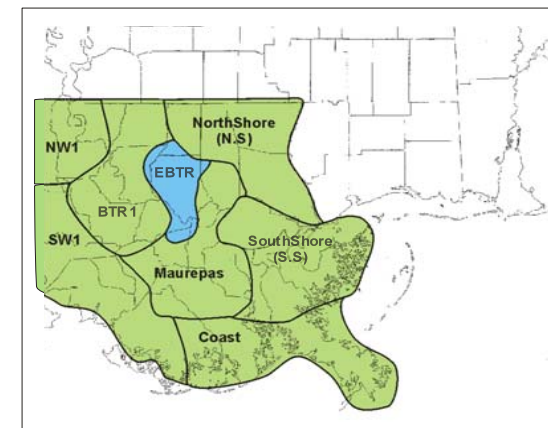 NorthShore
(N.S)
NW1
EBTR
BTR1
SouthShore
(S.S)
SW1
Maurepas
Coast